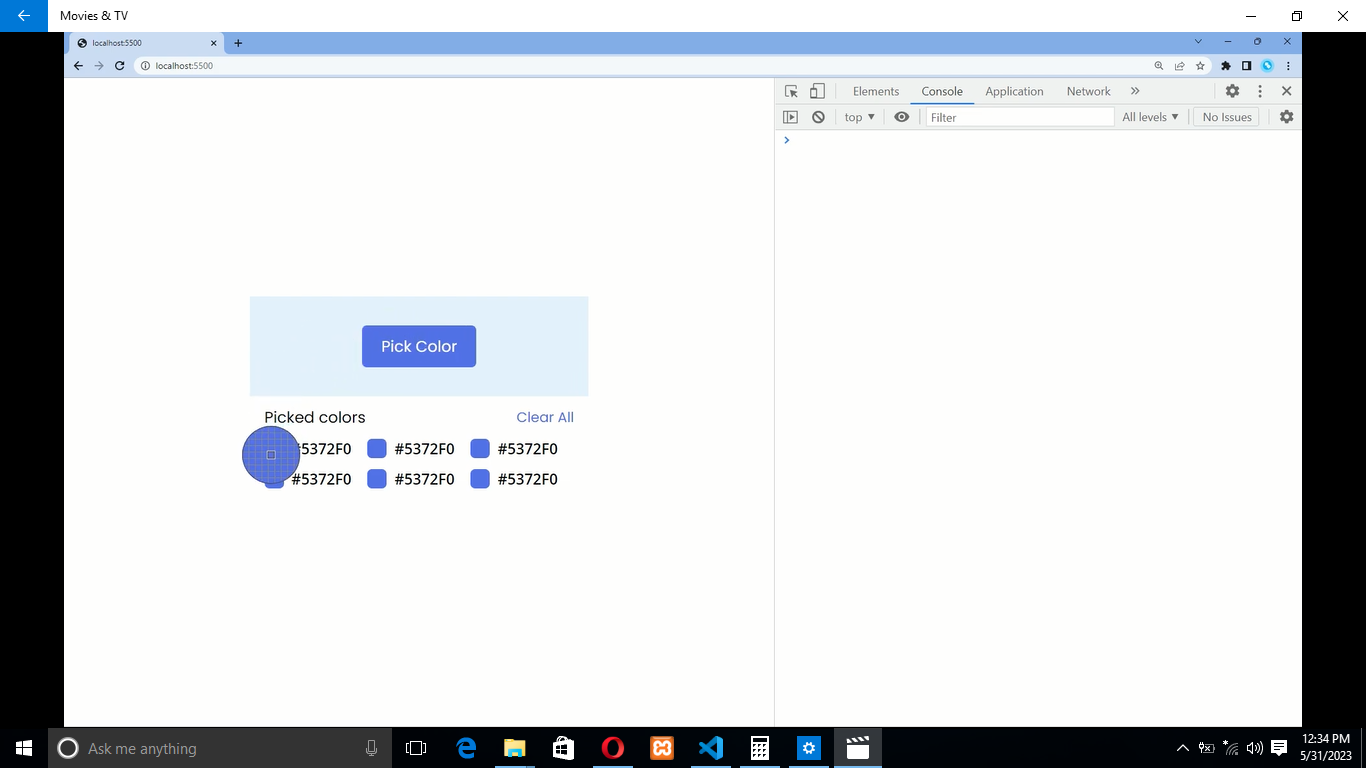 Movies & TV
localhost:5500
localhost:5500
Elements Console Application Network
top Filter All levels No Issues
Pick Color
Picked colors Clear All
#5372F0 #5372F0 #5372F0
#5372F0 #5372F0 #5372F0
Ask me anything
12:34 PM
5/31/2023